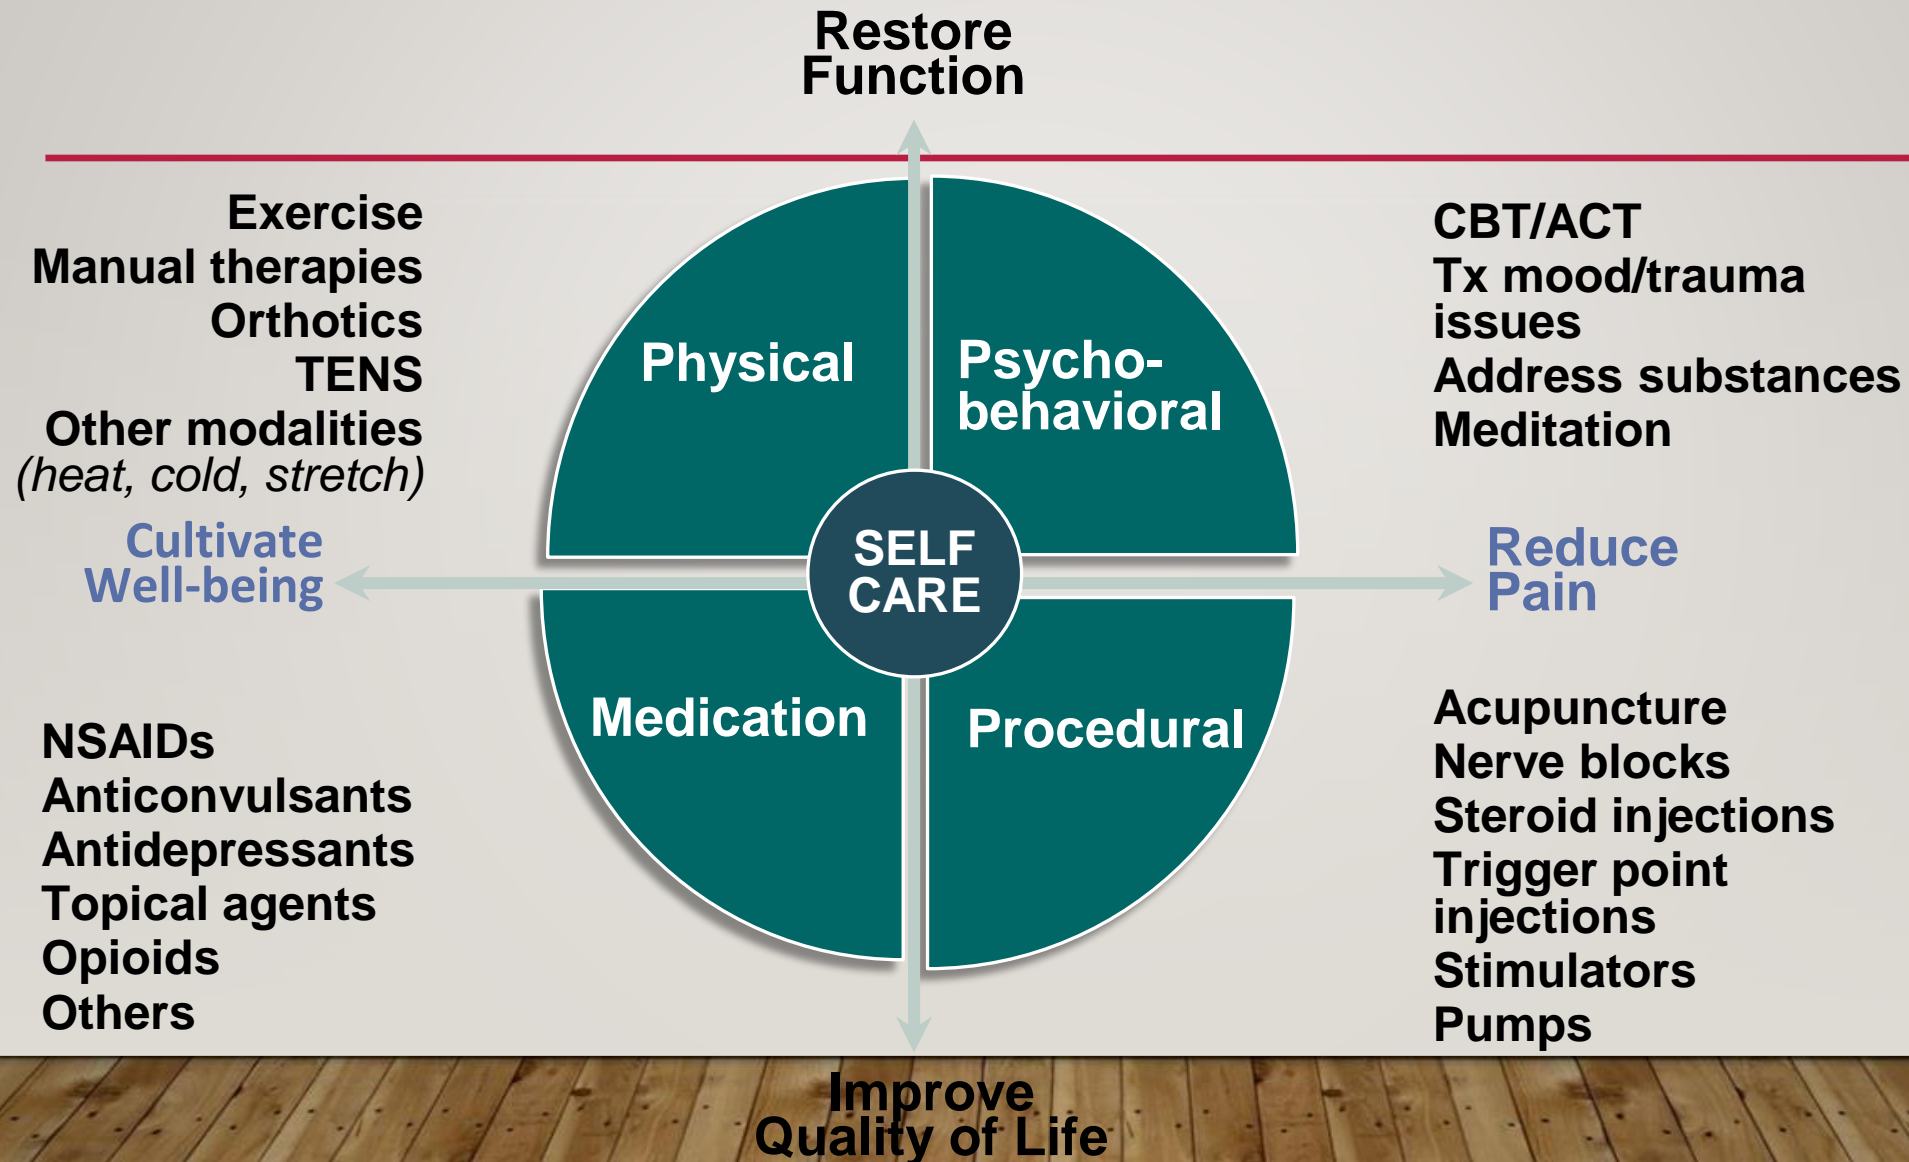 Restore
Function
Exercise
Manual therapies
Orthotics
TENS
Other modalities
(heat, cold, stretch)
Physical
Psycho-
behavioral
CBT/ACT
Tx mood/trauma
issues
Address substances
Meditation
Cultivate
Well-being
SELF
CARE
Reduce
Pain
NSAIDs
Anticonvulsants
Antidepressants
Topical agents
Opioids
Others
Medication
Procedural
Acupuncture
Nerve blocks
Steroid injections
Trigger point
injections
Stimulators
Pumps
Improve
Quality of Life